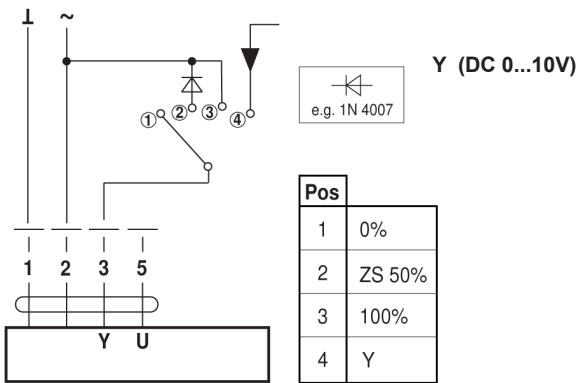 ⊥ ~
Y (DC 0...10V)
① ② ③ ④
e.g. 1N 4007
1 2 3 5
Y U
Pos
1 0%
2 ZS 50%
3 100%
4 Y